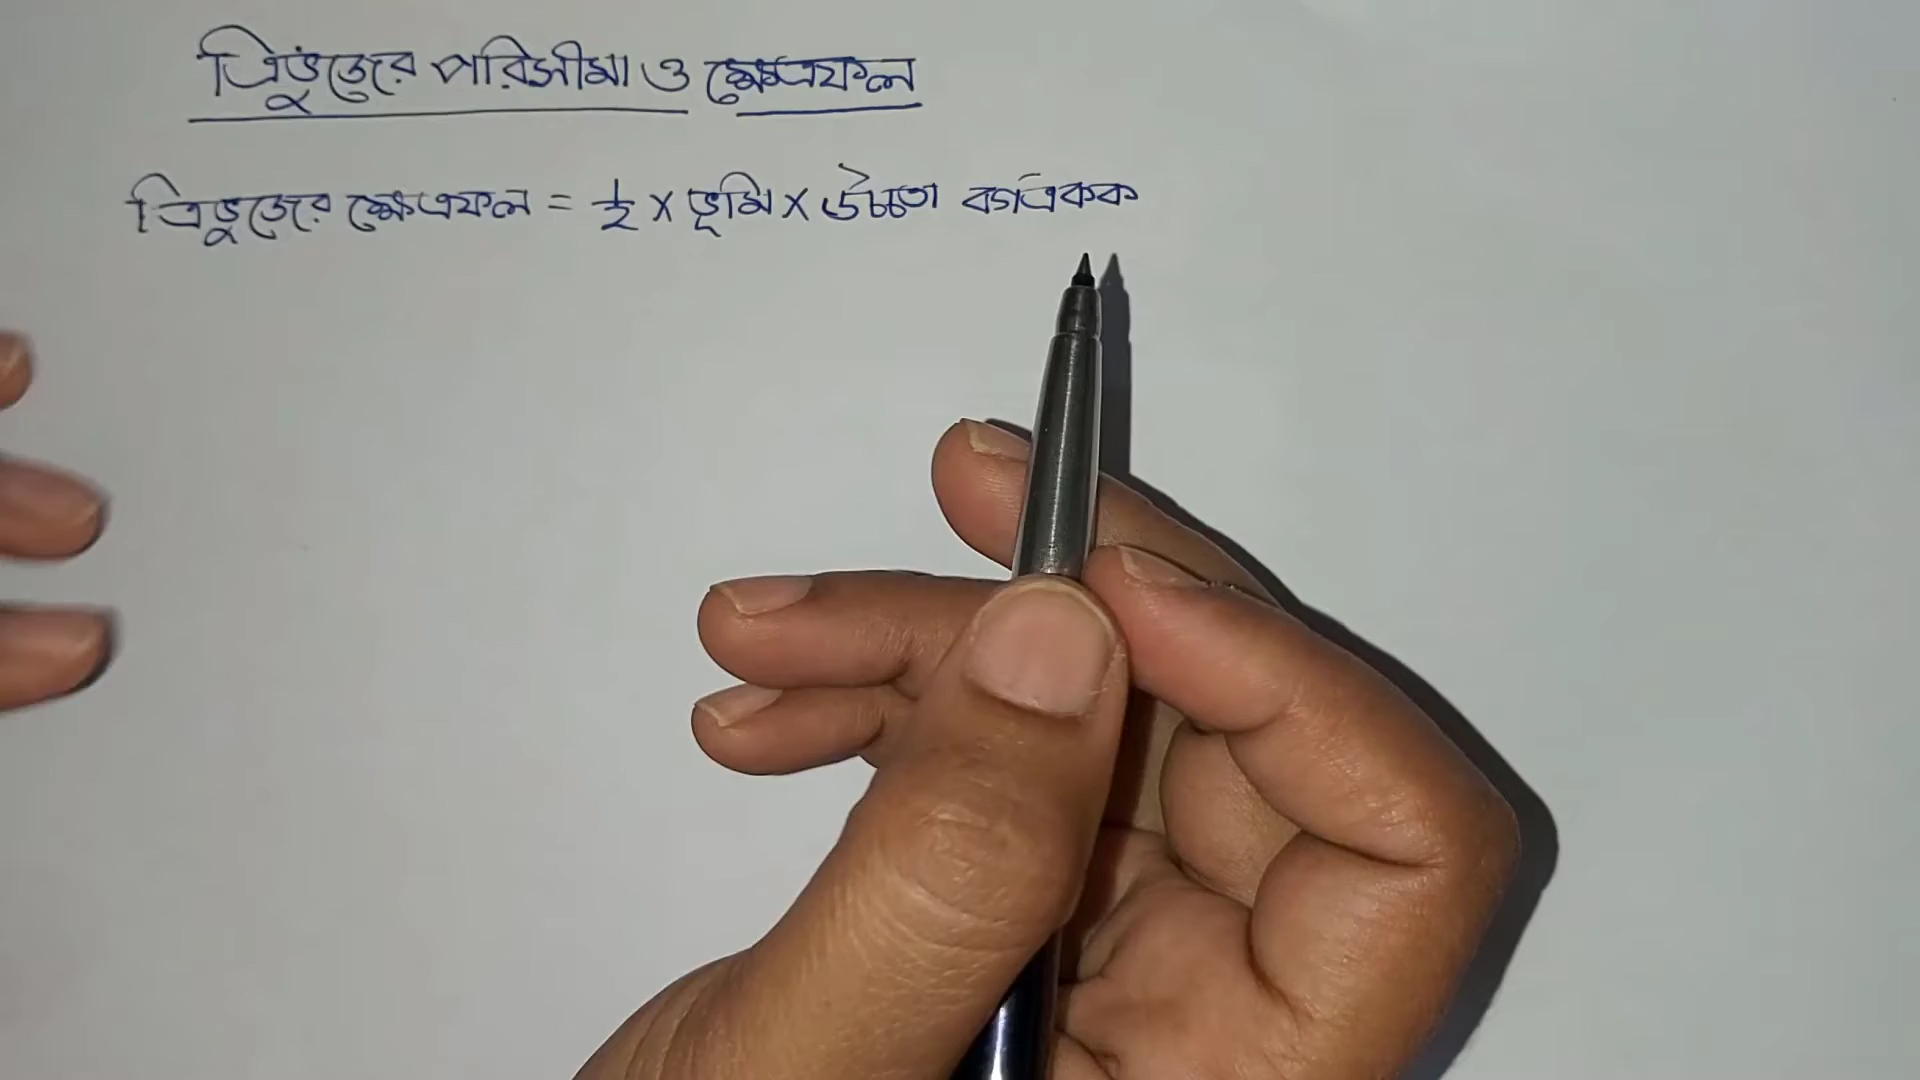 ত্রিভুজের পরিসীমা ও ক্ষেত্রফল
ত্রিভুজের ক্ষেত্রফল = 1/2 × ভূমি × উচ্চতা বর্গএকক